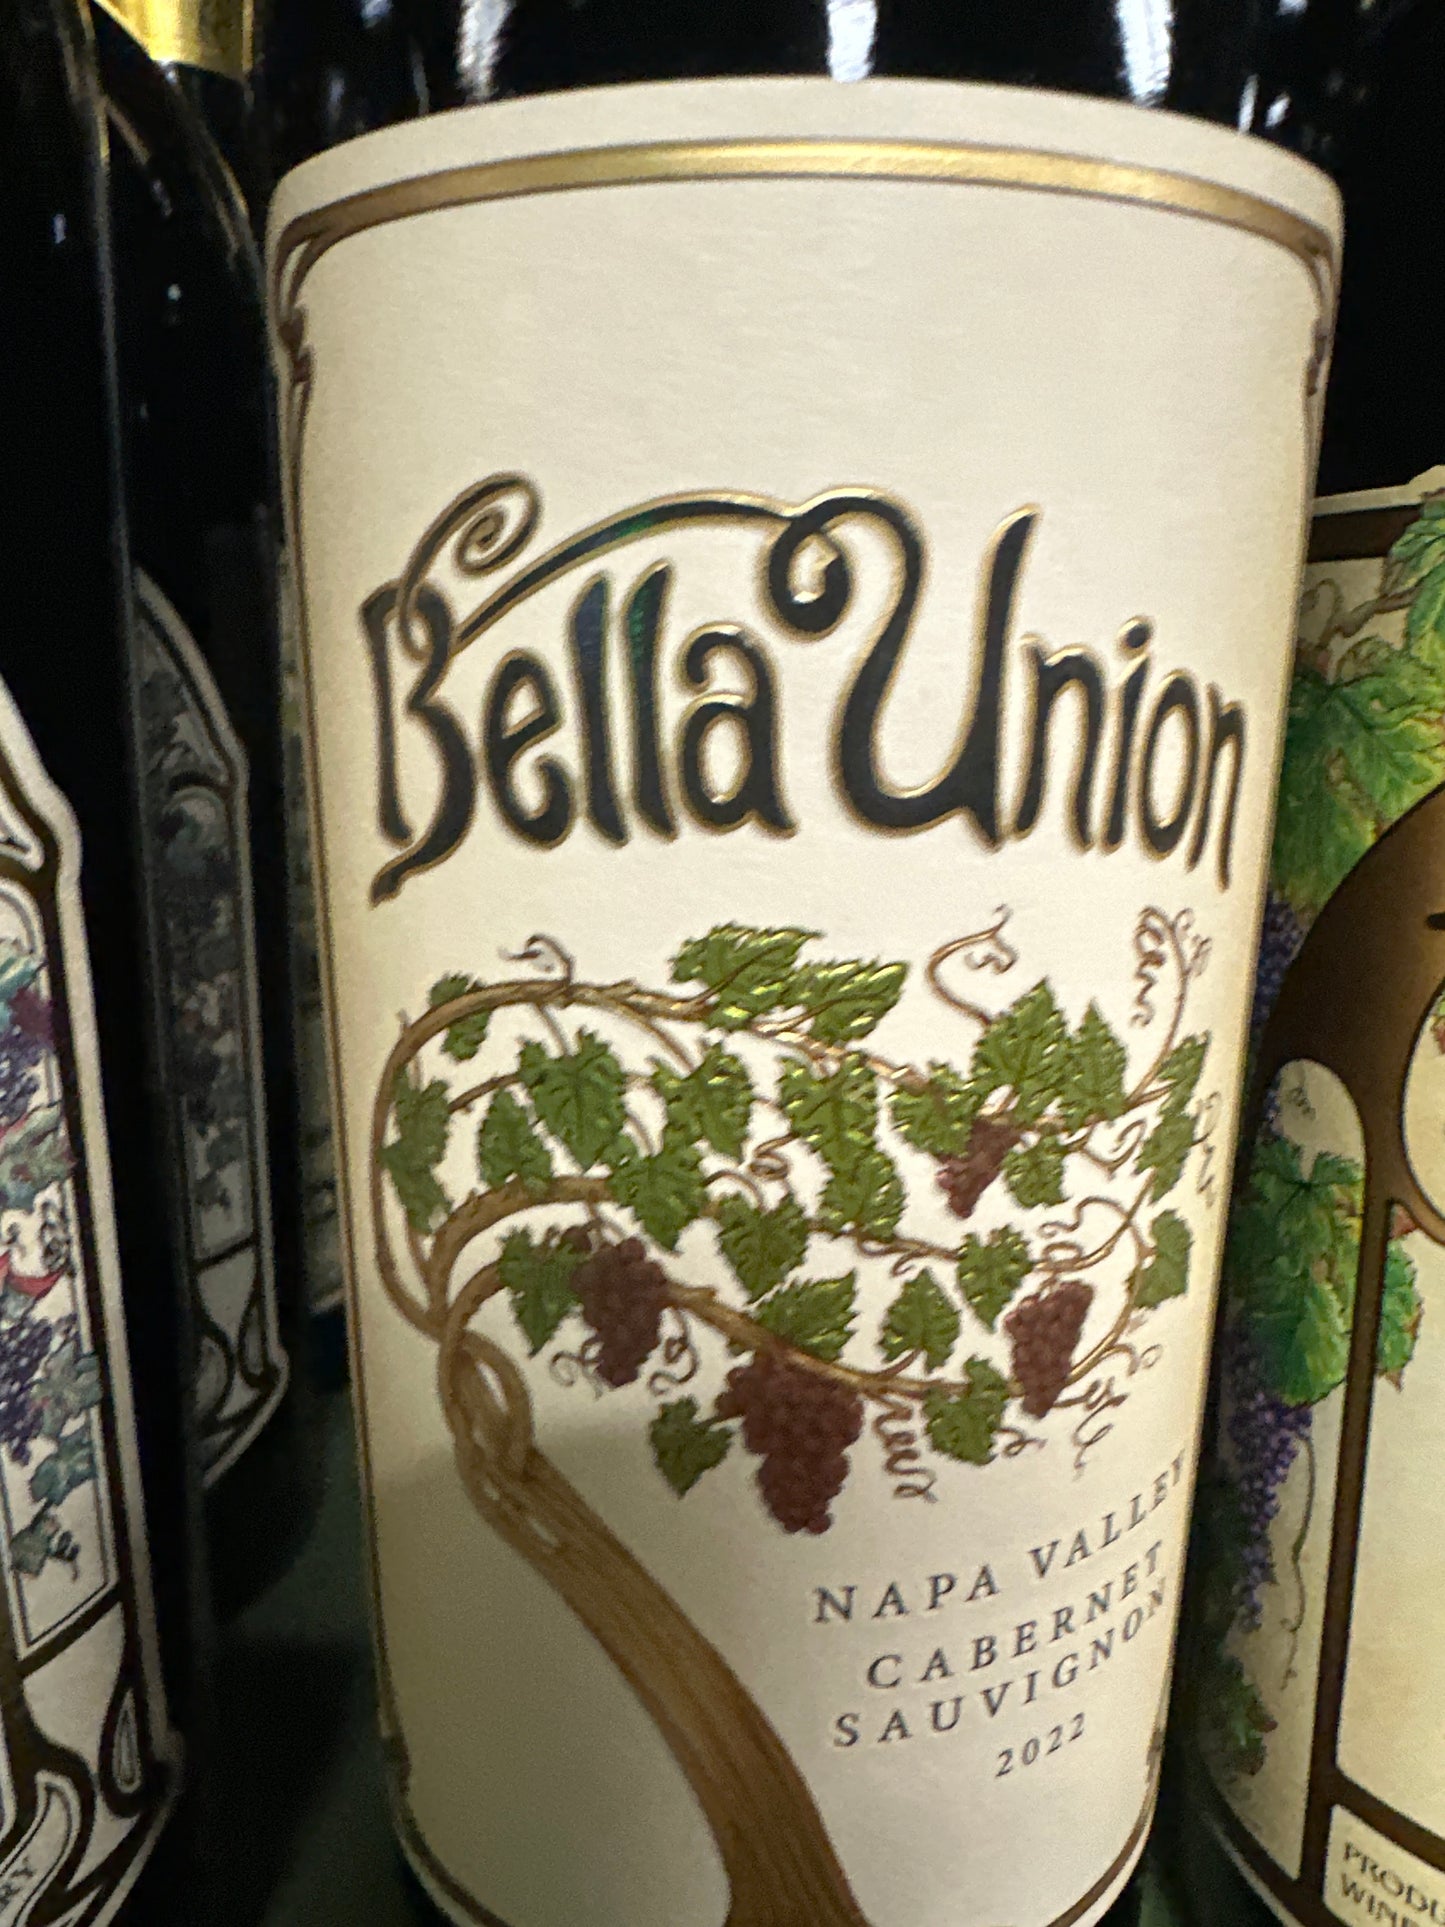 Bella Union
NAPA VALLEY
CABERNET
SAUVIGNON
2022